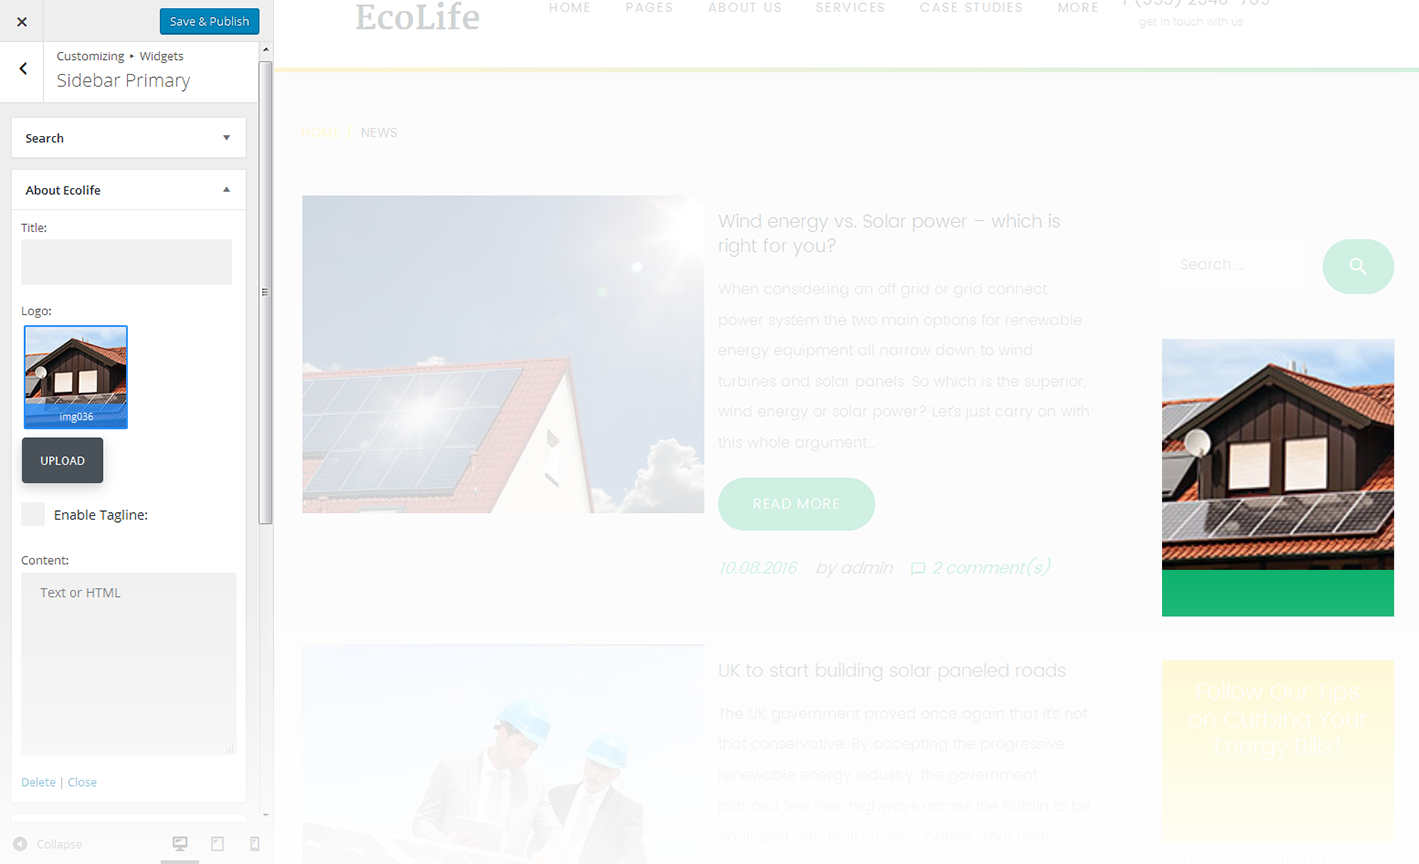 Save & Publish
Customizing ▸ Widgets
Sidebar Primary
Search
About Ecolife
Title:
Logo:
img036
UPLOAD
Enable Tagline:
Content:
Text or HTML
Delete | Close
Collapse
EcoLife
HOME PAGES ABOUT US SERVICES CASE STUDIES MORE
get in touch with us
HOME / NEWS
Wind energy vs. Solar power – which is
right for you?
When considering an off grid or grid connect
power system the two main options for renewable
energy equipment all narrow down to wind
turbines and solar panels. So which is the superior,
wind energy or solar power? Let's just carry on with
this whole argument...
READ MORE
10.08.2016 by admin 2 comment(s)
UK to start building solar paneled roads
The UK government proved once again that it's not
that conservative. By accepting the progressive
renewable energy industry, the government
planned few new highways across the Britain to be
Search ...
Follow Our Tips
on Curbing Your
Energy Bills!